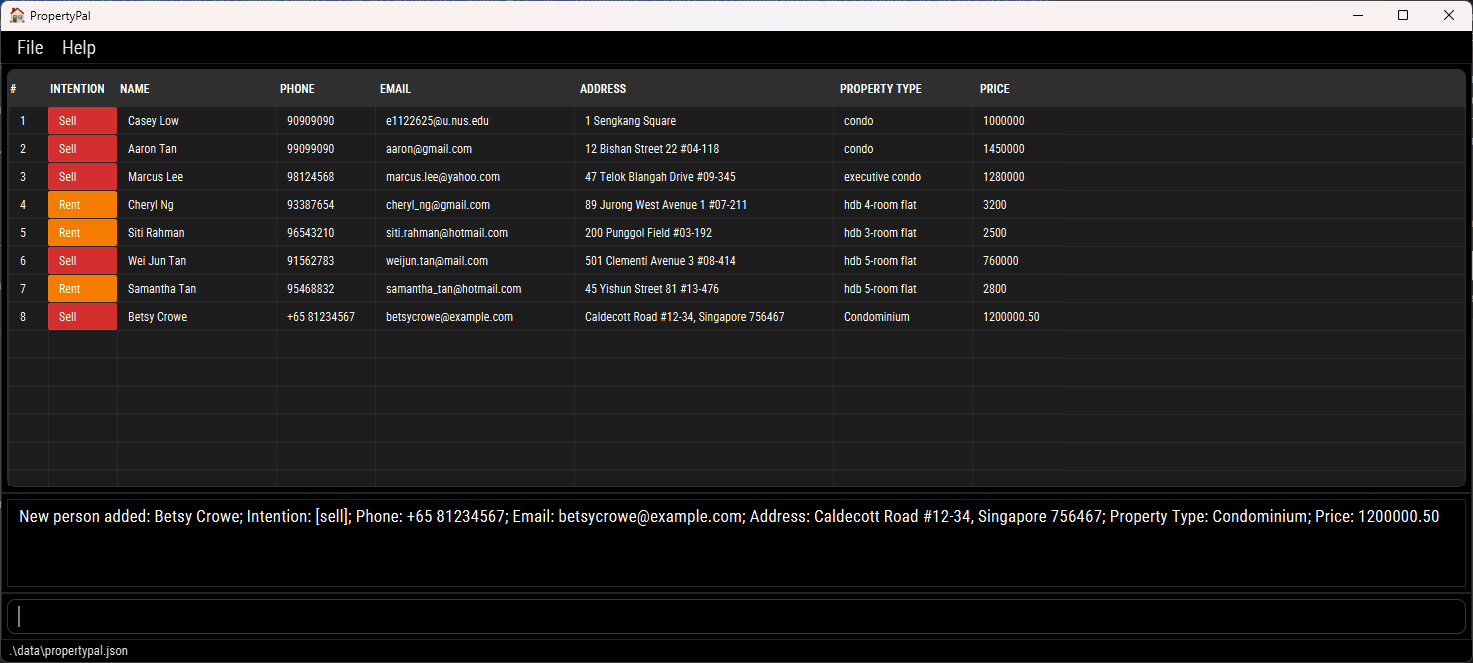 PropertyPal
File Help
# INTENTION NAME PHONE EMAIL ADDRESS PROPERTY TYPE PRICE
1 Sell Casey Low 90909090 e1122625@u.nus.edu 1 Sengkang Square condo 1000000
2 Sell Aaron Tan 99099090 aaron@gmail.com 12 Bishan Street 22 #04-118 condo 1450000
3 Sell Marcus Lee 98124568 marcus.lee@yahoo.com 47 Telok Blangah Drive #09-345 executive condo 1280000
4 Rent Cheryl Ng 93387654 cheryl_ng@gmail.com 89 Jurong West Avenue 1 #07-211 hdb 4-room flat 3200
5 Rent Siti Rahman 96543210 siti.rahman@hotmail.com 200 Punggol Field #03-192 hdb 3-room flat 2500
6 Sell Wei Jun Tan 91562783 weijun.tan@mail.com 501 Clementi Avenue 3 #08-414 hdb 5-room flat 760000
7 Rent Samantha Tan 95468832 samantha_tan@hotmail.com 45 Yishun Street 81 #13-476 hdb 5-room flat 2800
8 Sell Betsy Crowe +65 81234567 betsycrowe@example.com Caldecott Road #12-34, Singapore 756467 Condominium 1200000.50
New person added: Betsy Crowe; Intention: [sell]; Phone: +65 81234567; Email: betsycrowe@example.com; Address: Caldecott Road #12-34, Singapore 756467; Property Type: Condominium; Price: 1200000.50
.\data\propertypal.json